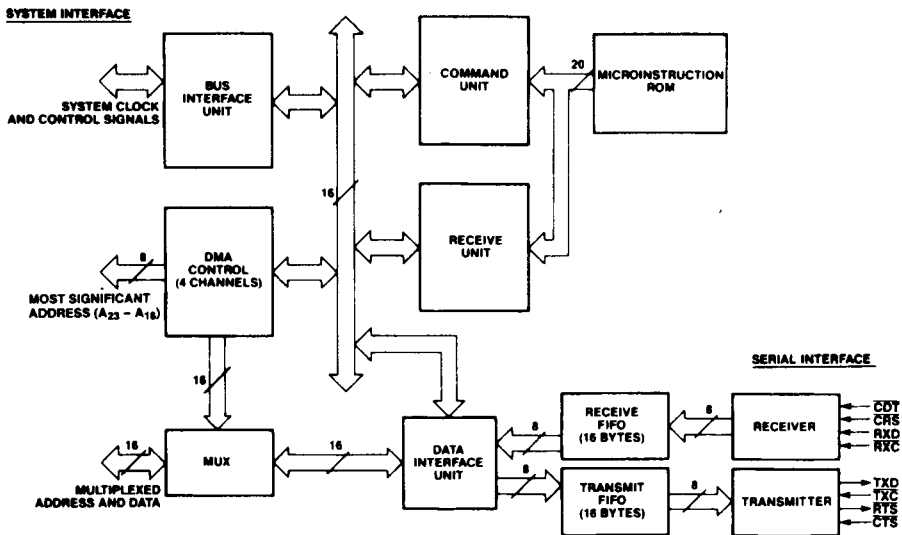 SYSTEM INTERFACE
BUS
INTERFACE
UNIT
SYSTEM CLOCK
AND CONTROL SIGNALS
COMMAND
UNIT
20
MICROINSTRUCTION
ROM
16
RECEIVE
UNIT
DMA
CONTROL
(4 CHANNELS)
8
MOST SIGNIFICANT
ADDRESS (A23 – A16)
16
SERIAL INTERFACE
16
MUX
MULTIPLEXED
ADDRESS AND DATA
16
DATA
INTERFACE
UNIT
8
RECEIVE
FIFO
(16 BYTES)
8
RECEIVER
CDT
CRS
RXD
RXC
8
TRANSMIT
FIFO
(16 BYTES)
8
TRANSMITTER
TXD
TXC
RTS
CTS